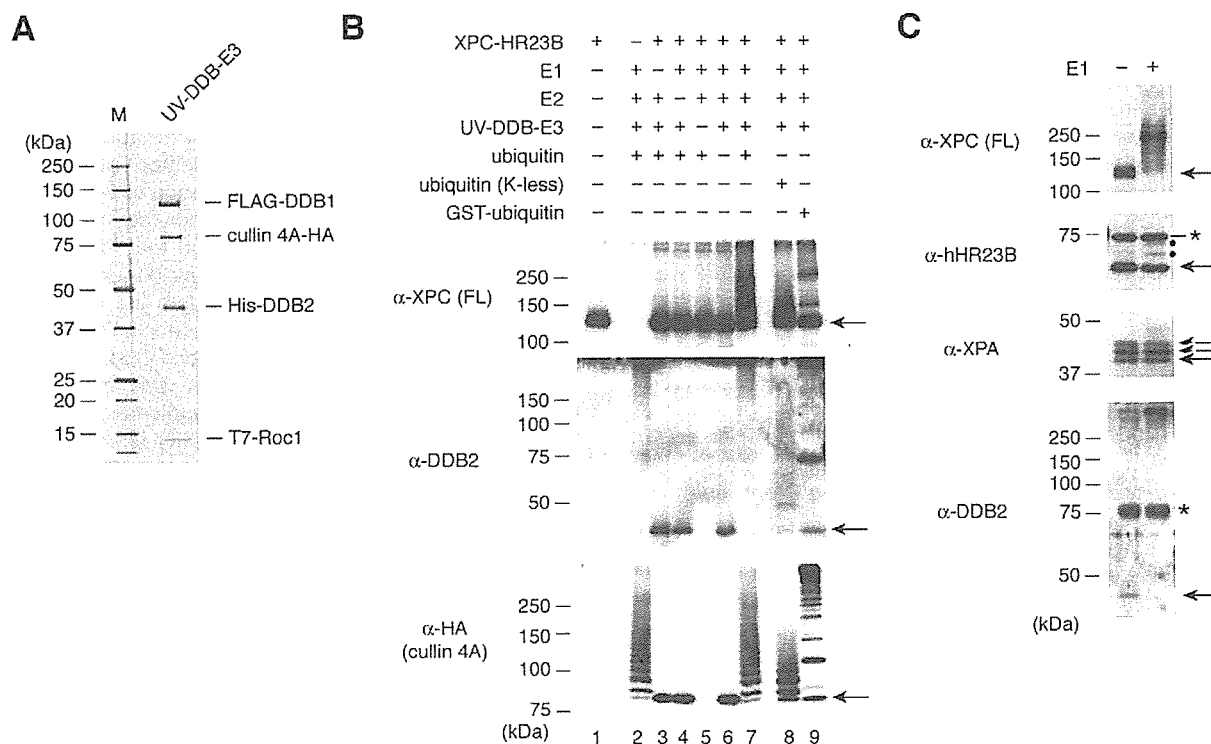 A
M
UV-DDB-E3
(kDa)
250
150
100
75
50
37
25
20
15
FLAG-DDB1
cullin 4A-HA
His-DDB2
T7-Roc1
B
XPC-HR23B + − + + + + + + +
E1 − + − + + + + + +
E2 − + + − + + + + +
UV-DDB-E3 − + + + − + + + +
ubiquitin − + + + + − + − −
ubiquitin (K-less) − − − − − − − + −
GST-ubiquitin − − − − − − − − +
α-XPC (FL)
250
150
100
α-DDB2
150
100
75
50
α-HA
(cullin 4A)
250
150
100
75
(kDa) 1 2 3 4 5 6 7 8 9
C
E1 − +
α-XPC (FL)
250
150
100
α-hHR23B
75
*
α-XPA
50
37
α-DDB2
250
150
100
75
*
50
(kDa)